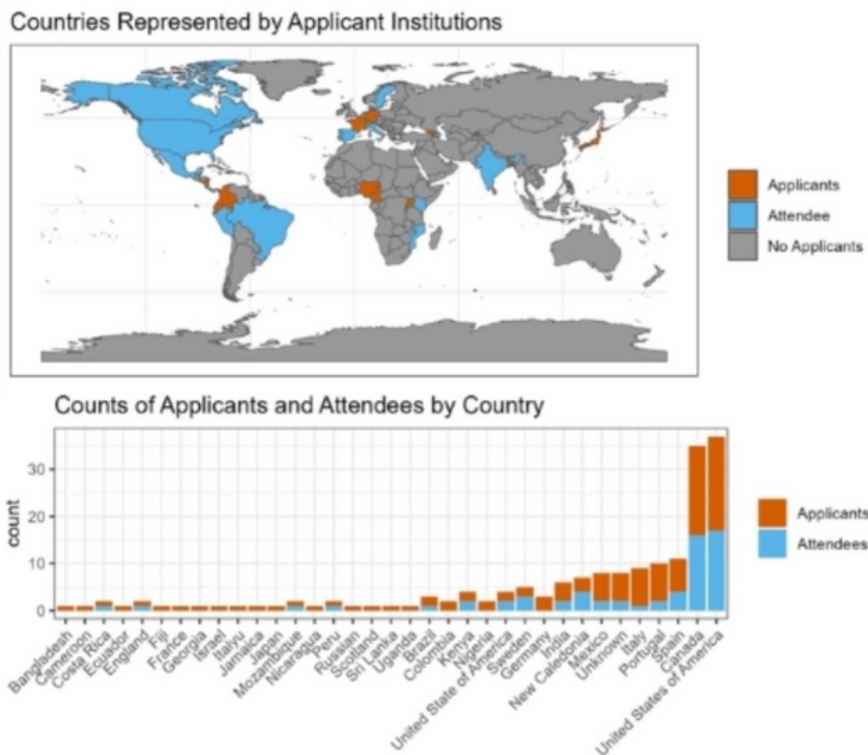 Countries Represented by Applicant Institutions
Applicants
Attendee
No Applicants
Counts of Applicants and Attendees by Country
count
30
20
10
0
Applicants
Attendees
Bangladesh
Cameroon
Costa Rica
Ecuador
England
Fiji
France
Georgia
Israel
Italyu
Jamaica
Japan
Mozambique
Nicaragua
Peru
Russian
Scotland
Sri Lanka
Uganda
Brazil
Colombia
Kenya
Nigeria
United State of America
Sweden
Germany
India
New Caledonia
Mexico
Unknown
Italy
Portugal
Spain
Canada
United States of America